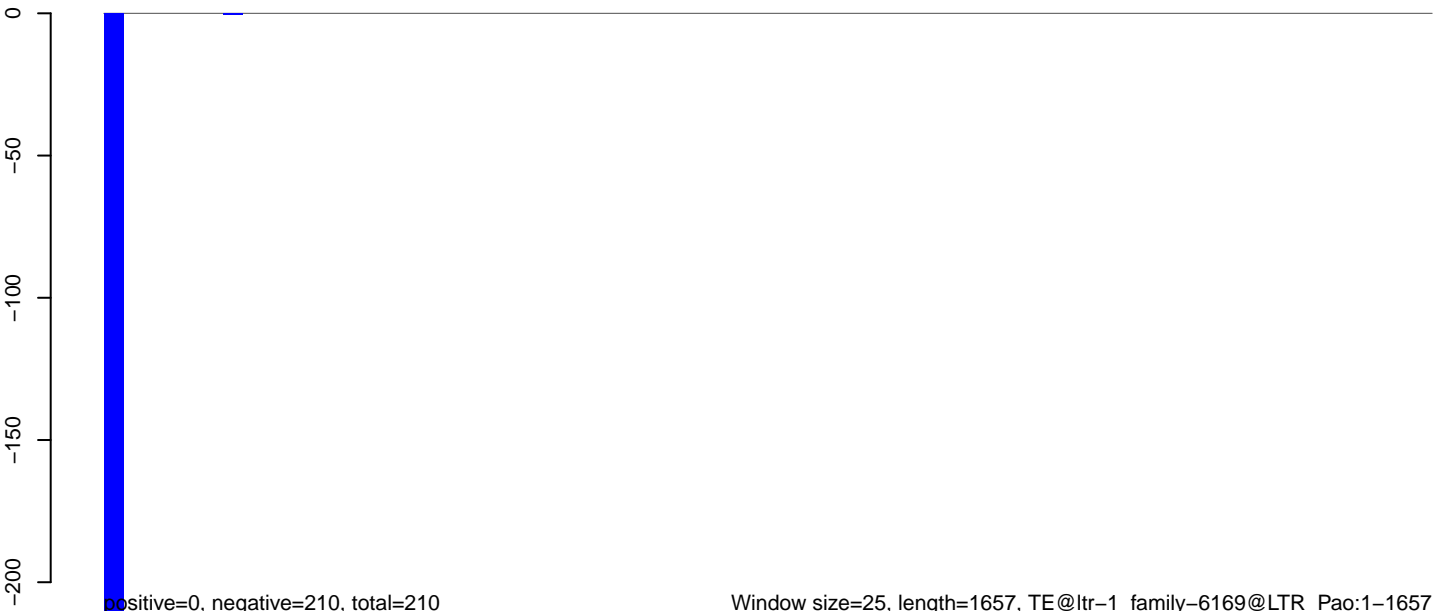 0
−50
−100
−150
−200
positive=0, negative=210, total=210
Window size=25, length=1657, TE@ltr−1_family−6169@LTR_Pao:1−1657